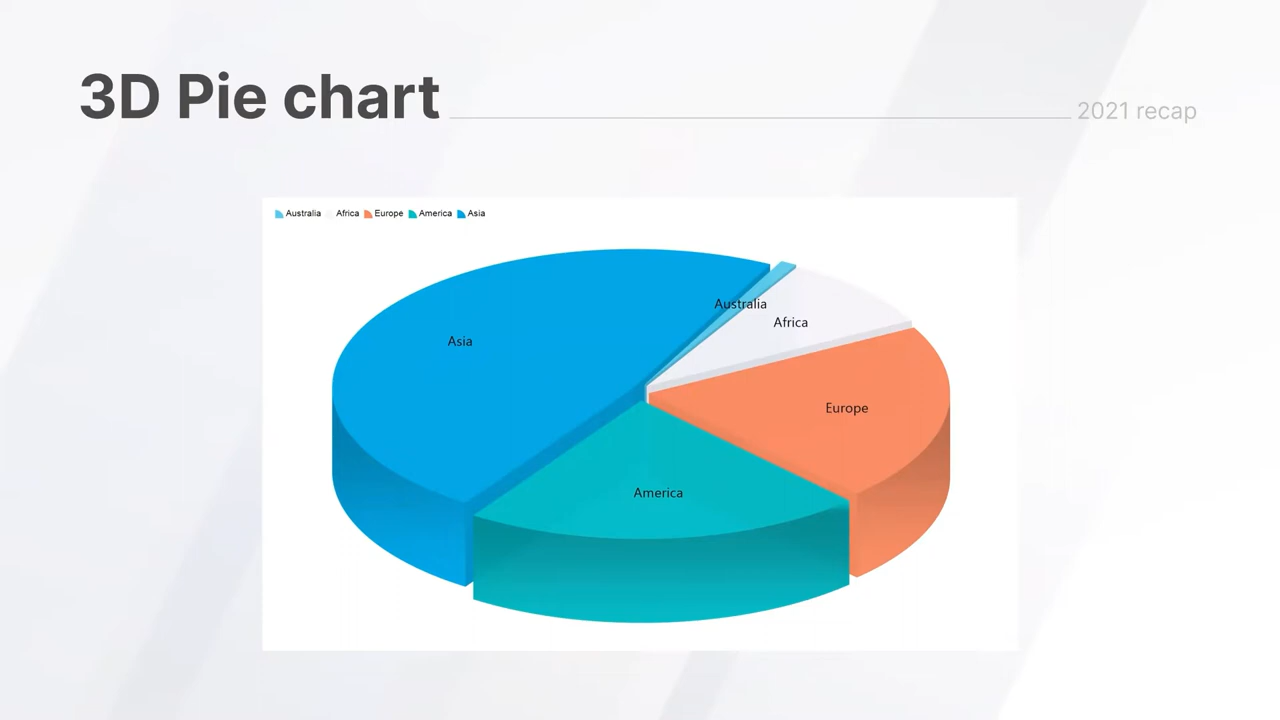 3D Pie chart
2021 recap
Australia Africa Europe America Asia
Australia
Africa
Asia
Europe
America